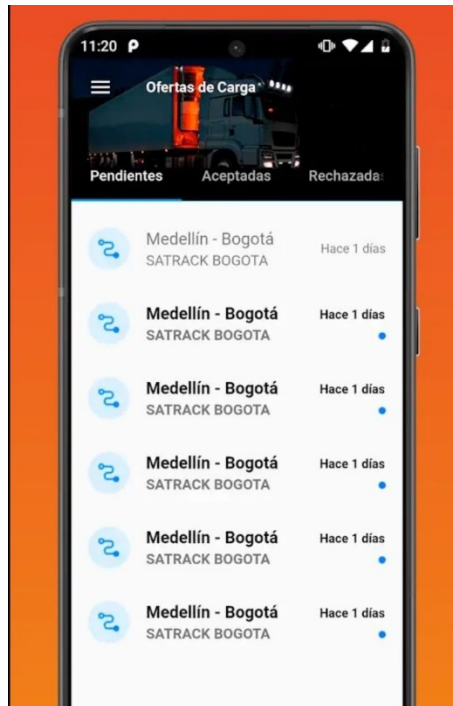 11:20 P
Ofertas de Carga
Pendientes Aceptadas Rechazada
Medellín - Bogotá
SATRACK BOGOTA
Hace 1 días
Medellín - Bogotá
SATRACK BOGOTA
Hace 1 días
Medellín - Bogotá
SATRACK BOGOTA
Hace 1 días
Medellín - Bogotá
SATRACK BOGOTA
Hace 1 días
Medellín - Bogotá
SATRACK BOGOTA
Hace 1 días
Medellín - Bogotá
SATRACK BOGOTA
Hace 1 días